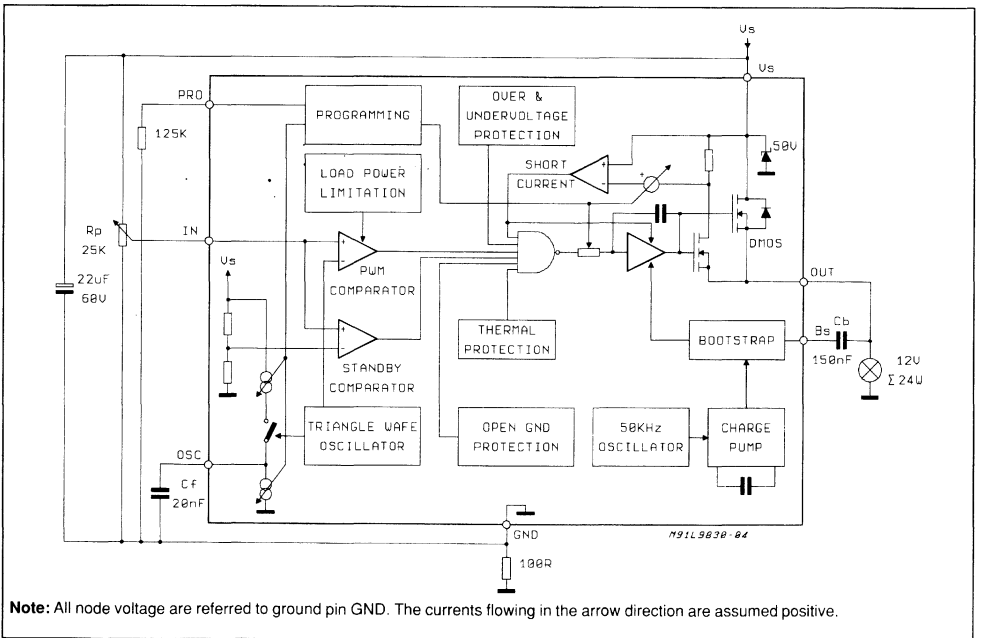 Vs
Vs
PRO
125K
PROGRAMMING
OVER &
UNDERVOLTAGE
PROTECTION
50V
LOAD POWER
LIMITATION
SHORT
CURRENT
+
-
+
DMOS
Rp
25K
IN
+
-
PWM
COMPARATOR
Vs
22uF
60V
OUT
+
-
STANDBY
COMPARATOR
THERMAL
PROTECTION
BOOTSTRAP
Bs
Cb
150nF
12V
Σ24W
TRIANGLE WAFE
OSCILLATOR
OPEN GND
PROTECTION
50KHz
OSCILLATOR
CHARGE
PUMP
OSC
Cf
20nF
GND
M91L9830-04
100R
Note: All node voltage are referred to ground pin GND. The currents flowing in the arrow direction are assumed positive.